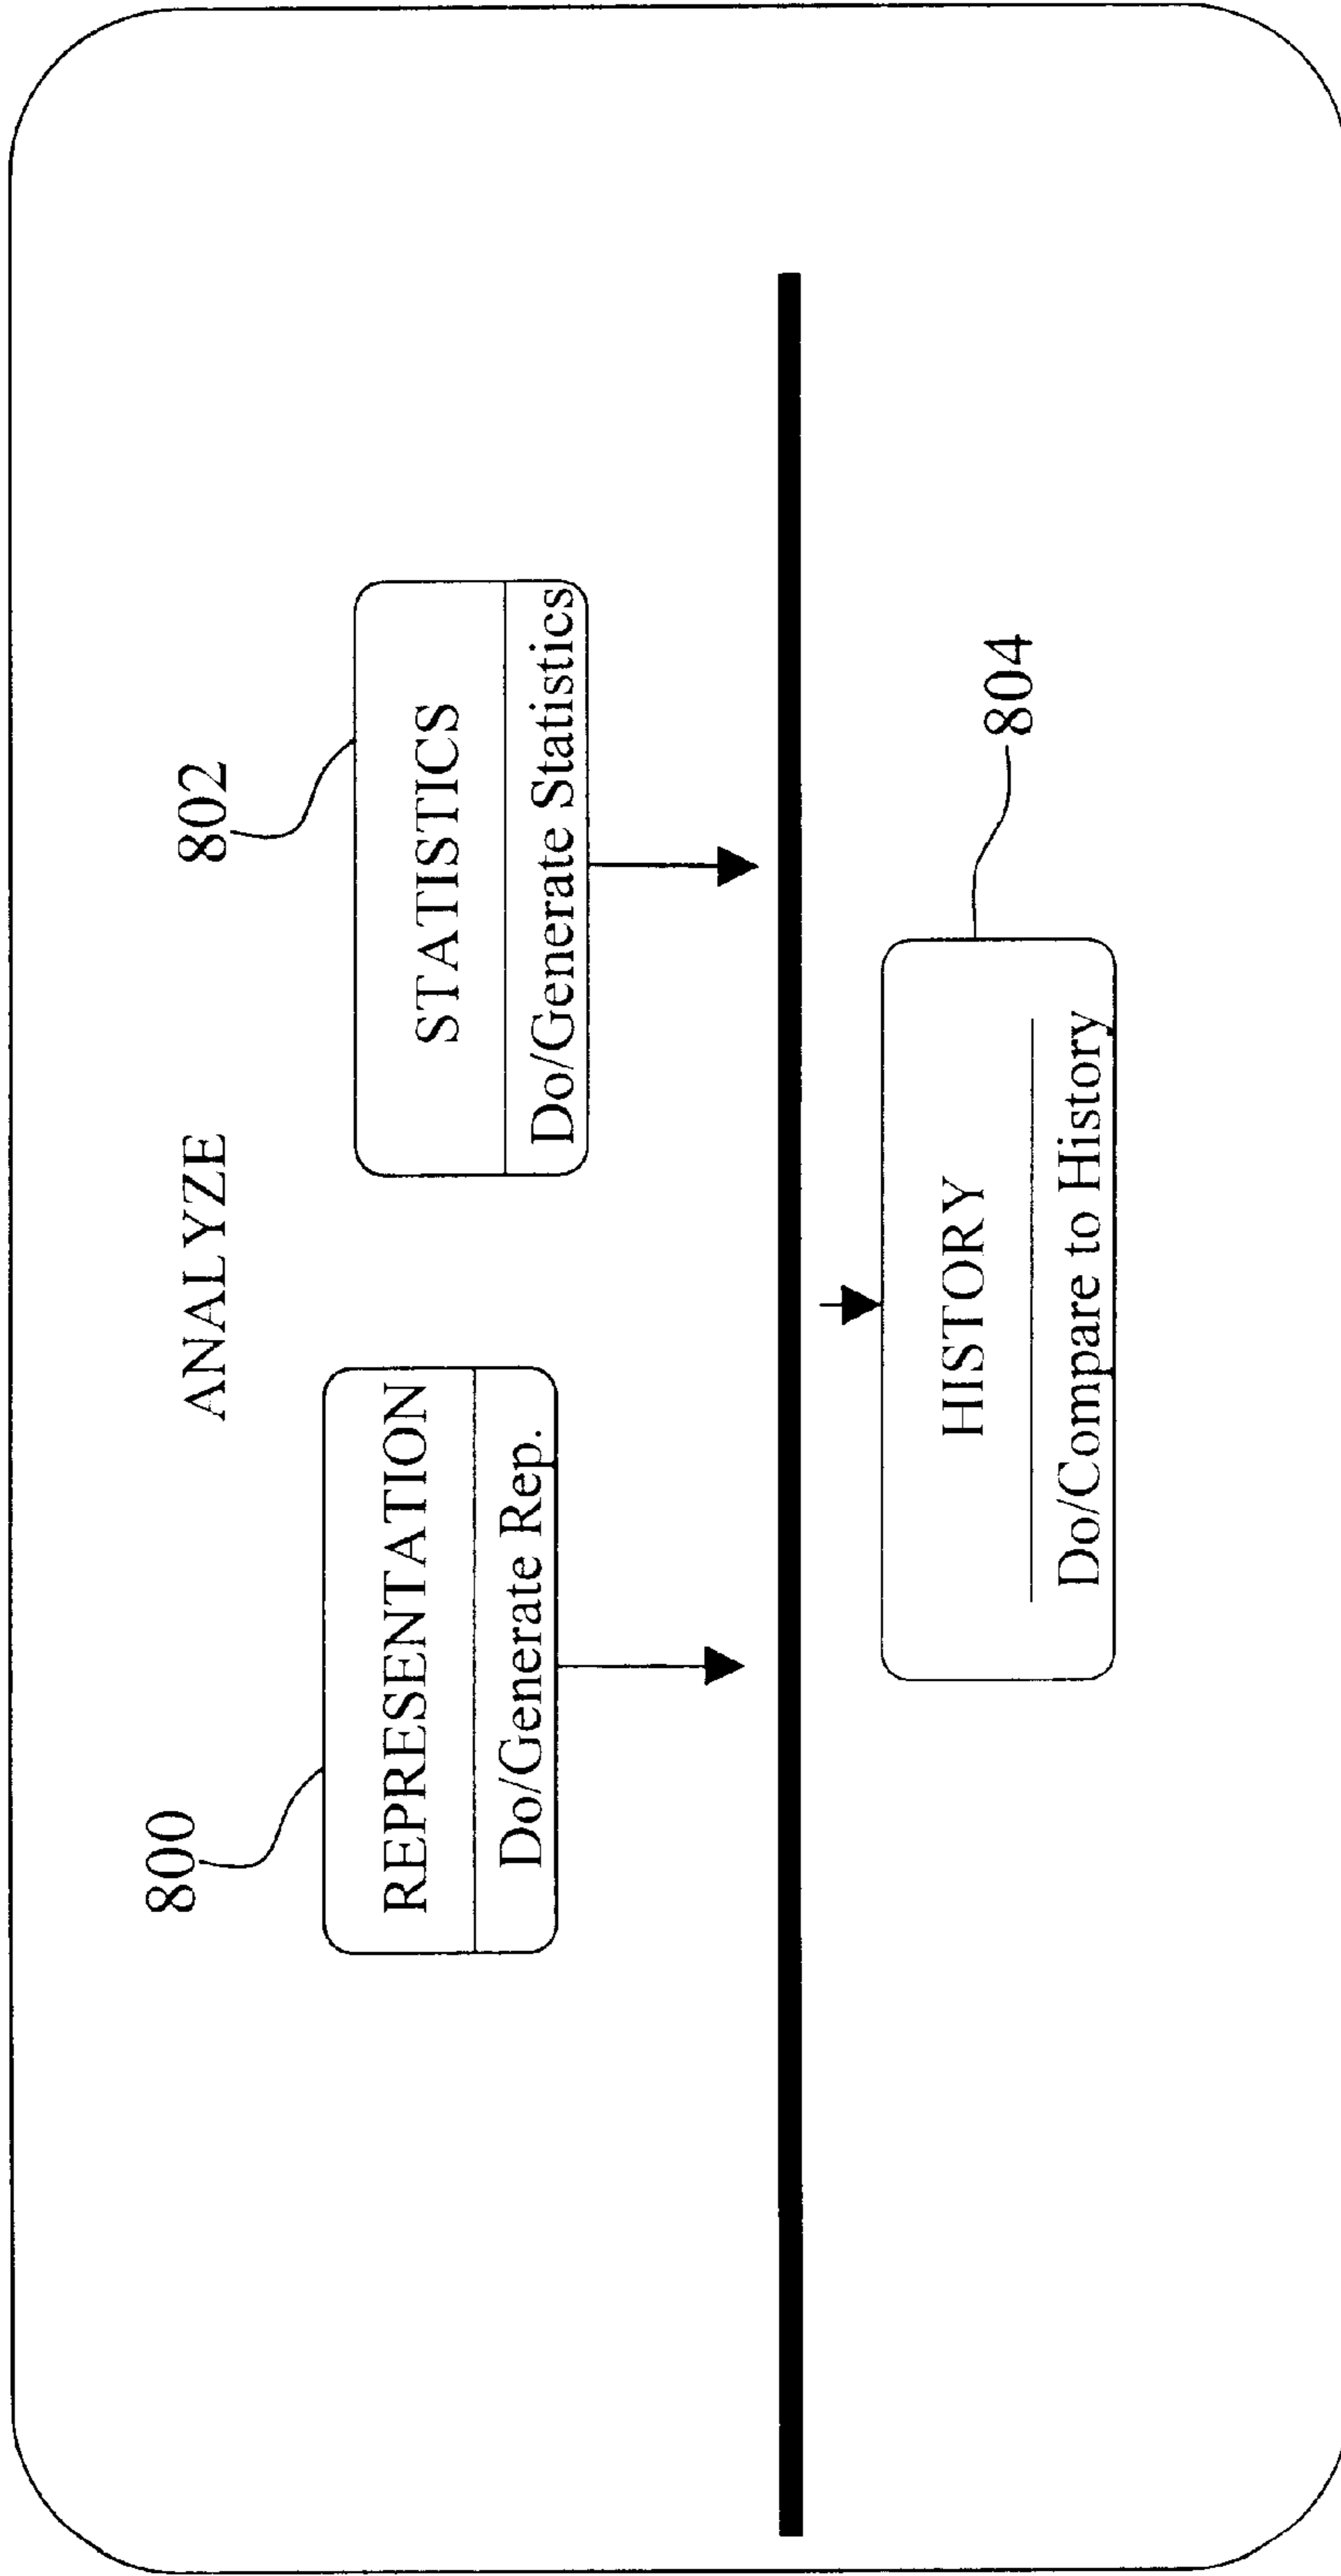 ANALYZE
800
REPRESENTATION
Do/Generate Rep.
802
STATISTICS
Do/Generate Statistics
HISTORY
Do/Compare to History
804